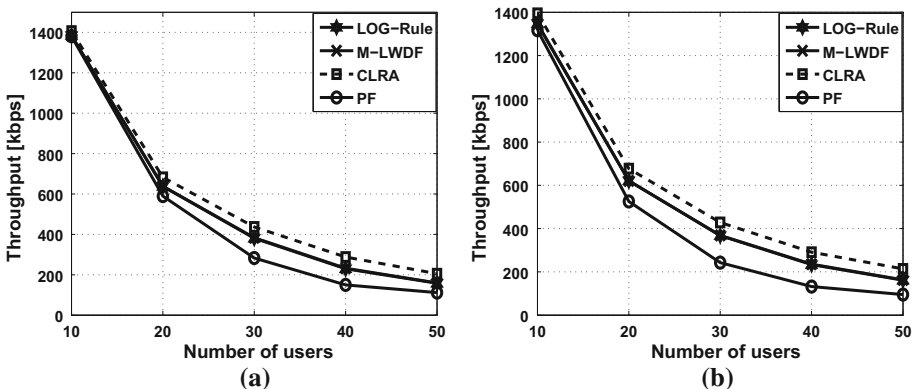 1400
1200
1000
800
600
400
200
0
Throughput [kbps]
10 20 30 40 50
Number of users
LOG−Rule
M−LWDF
CLRA
PF
(a)
1400
1200
1000
800
600
400
200
0
Throughput [kbps]
10 20 30 40 50
Number of users
LOG−Rule
M−LWDF
CLRA
PF
(b)